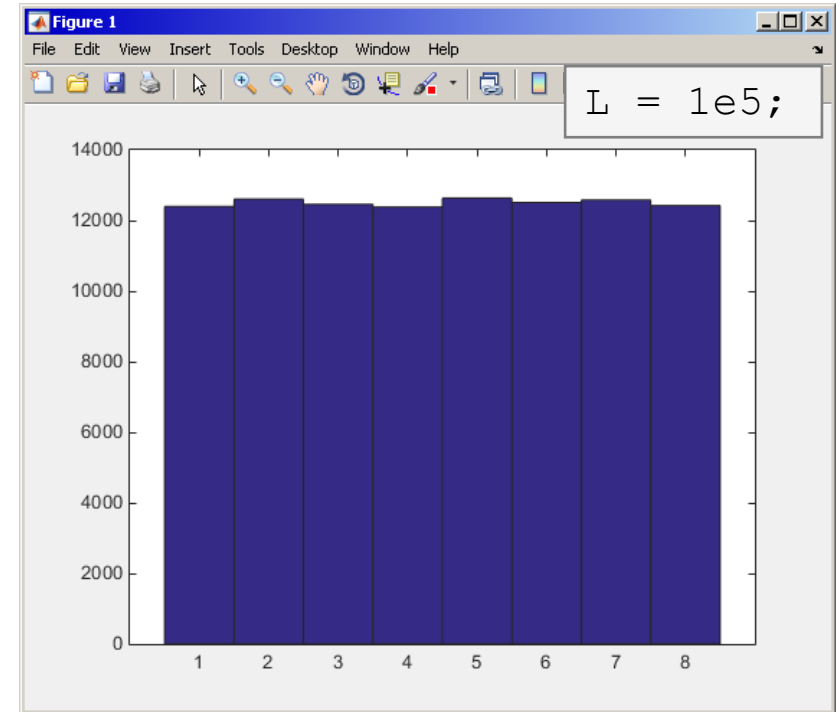 Figure 1
File Edit View Insert Tools Desktop Window Help
L = 1e5;
14000
12000
10000
8000
6000
4000
2000
0
1 2 3 4 5 6 7 8